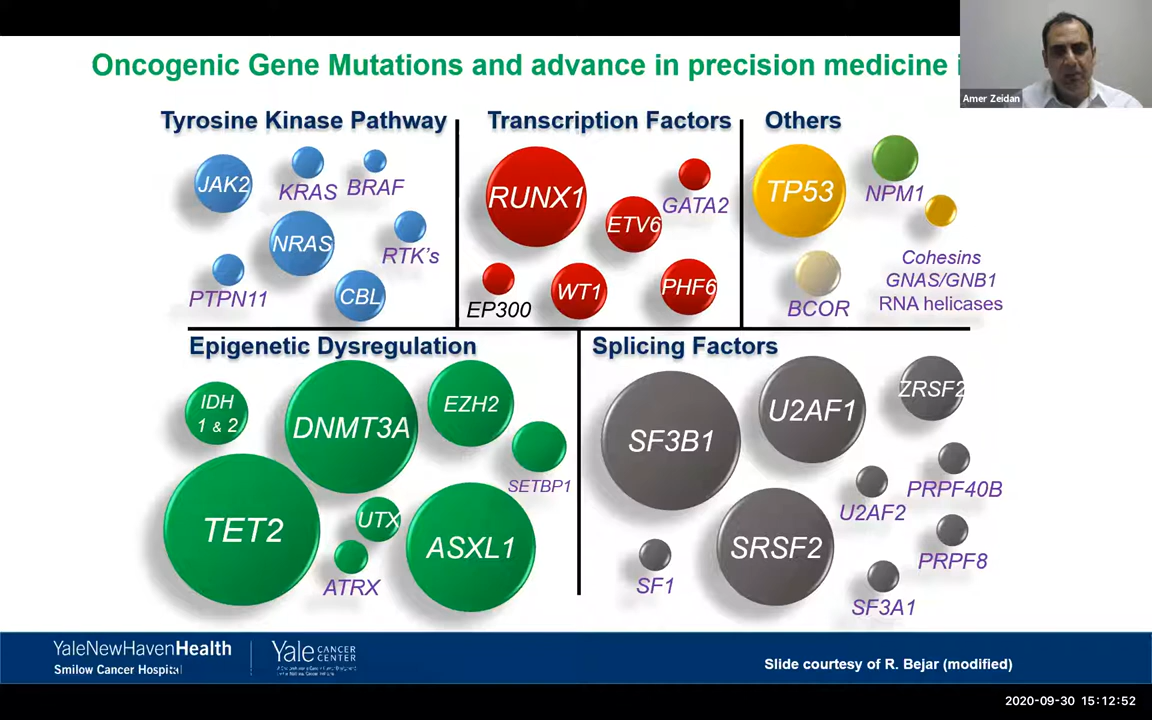 Oncogenic Gene Mutations and advance in precision medicine
Amer Zeidan
Tyrosine Kinase Pathway
JAK2
KRAS
BRAF
NRAS
RTK's
PTPN11
CBL
Transcription Factors
RUNX1
GATA2
ETV6
EP300
WT1
PHF6
Others
TP53
NPM1
BCOR
Cohesins
GNAS/GNB1
RNA helicases
Epigenetic Dysregulation
IDH
1 & 2
DNMT3A
EZH2
SETBP1
TET2
UTX
ATRX
ASXL1
Splicing Factors
SF3B1
U2AF1
ZRSF2
PRPF40B
U2AF2
SRSF2
PRPF8
SF1
SF3A1
YaleNewHavenHealth
Smilow Cancer Hospital
Yale CANCER
CENTER
Slide courtesy of R. Bejar (modified)
2020-09-30 15:12:52